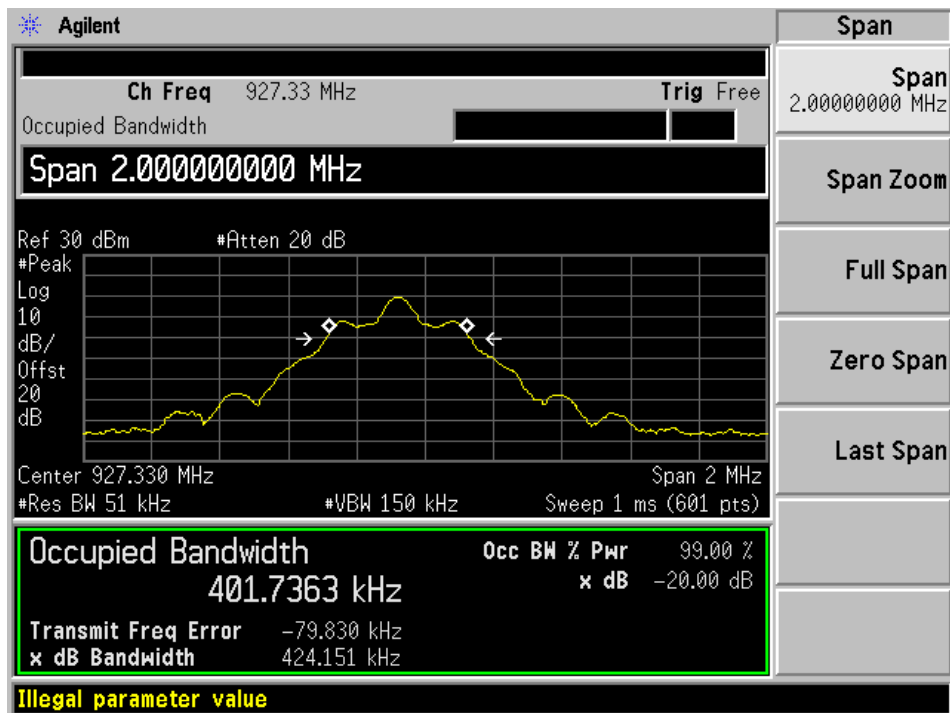 Agilent
Span
Ch Freq 927.33 MHz Trig Free
Occupied Bandwidth
Span 2.000000000 MHz
Ref 30 dBm #Atten 20 dB
#Peak
Log
10
dB/
Offst
20
dB
Center 927.330 MHz Span 2 MHz
#Res BW 51 kHz #VBW 150 kHz Sweep 1 ms (601 pts)
Occupied Bandwidth
401.7363 kHz
Occ BW % Pwr 99.00 %
x dB -20.00 dB
Transmit Freq Error -79.830 kHz
x dB Bandwidth 424.151 kHz
Illegal parameter value
Span
2.00000000 MHz
Span Zoom
Full Span
Zero Span
Last Span